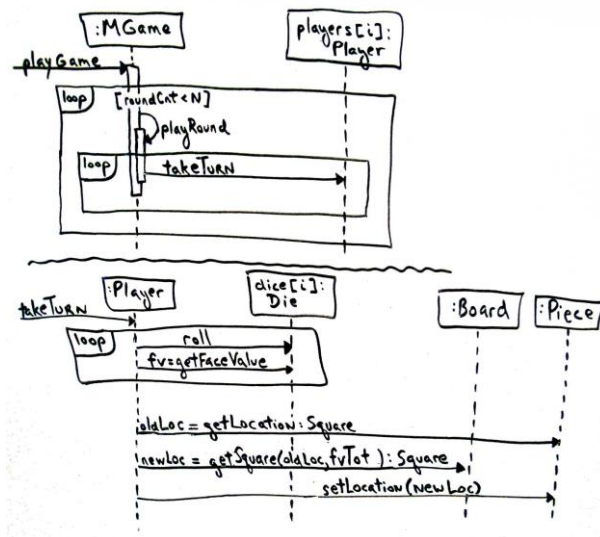 :MGame
players[i]:
Player
playGame
loop
[roundCnt<N]
playRound
loop
takeTURN
:Player
dice[i]:
Die
:Board
:Piece
takeTURN
loop
roll
fv=getFaceValue
oldLoc = getLocation: Square
newLoc = getSquare(oldLoc, fvTot): Square
setLocation(newLoc)